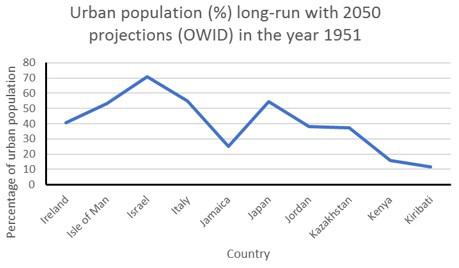 Urban population (%) long-run with 2050
projections (OWID) in the year 1951
Percentage of urban population
80
70
60
50
40
30
20
10
0
Ireland
Isle of Man
Israel
Italy
Jamaica
Japan
Jordan
Kazakhstan
Kenya
Kiribati
Country